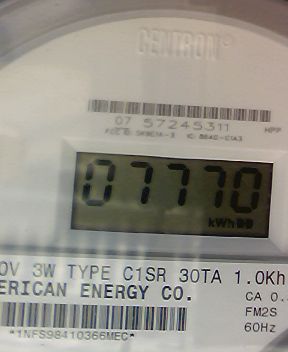 CENTRON®
07 57245311
HPP
07770
kWh
0V 3W TYPE C1SR 30TA 1.0Kh
ERICAN ENERGY CO.
CA 0.
FM2S
60Hz
*1NFS98410366MEC*